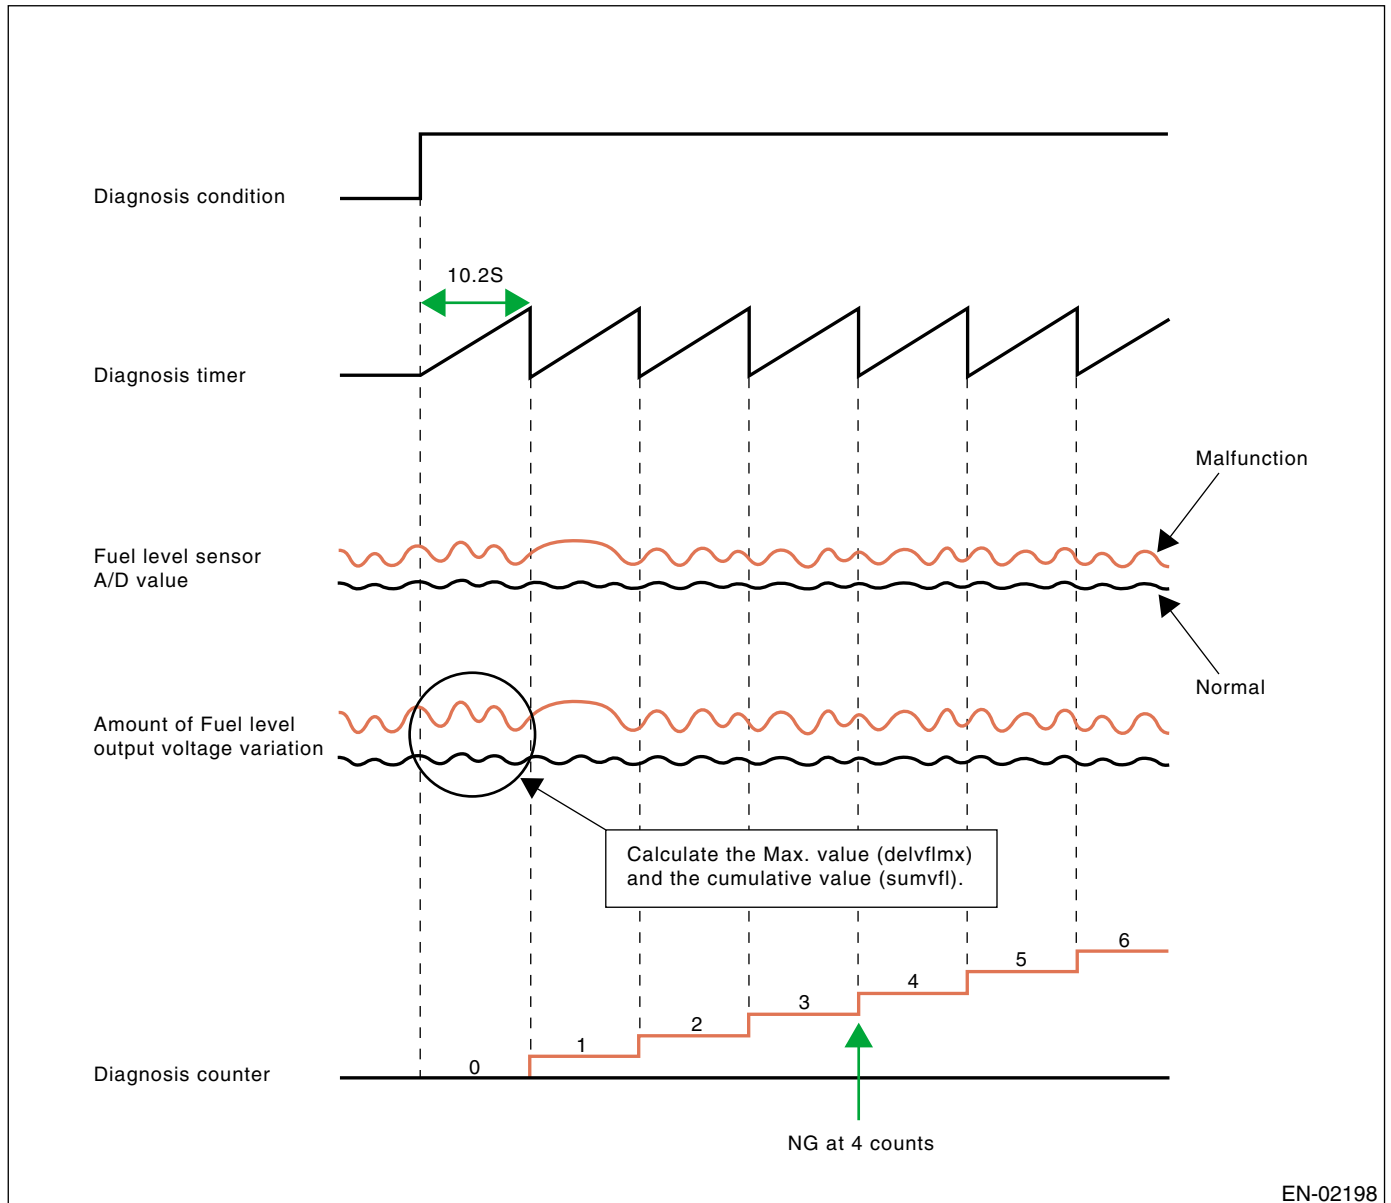 Diagnosis condition
10.2S
Diagnosis timer
Malfunction
Fuel level sensor
A/D value
Normal
Amount of Fuel level
output voltage variation
Calculate the Max. value (delvflmx)
and the cumulative value (sumvfl).
6
5
4
3
2
1
0
Diagnosis counter
NG at 4 counts
EN-02198